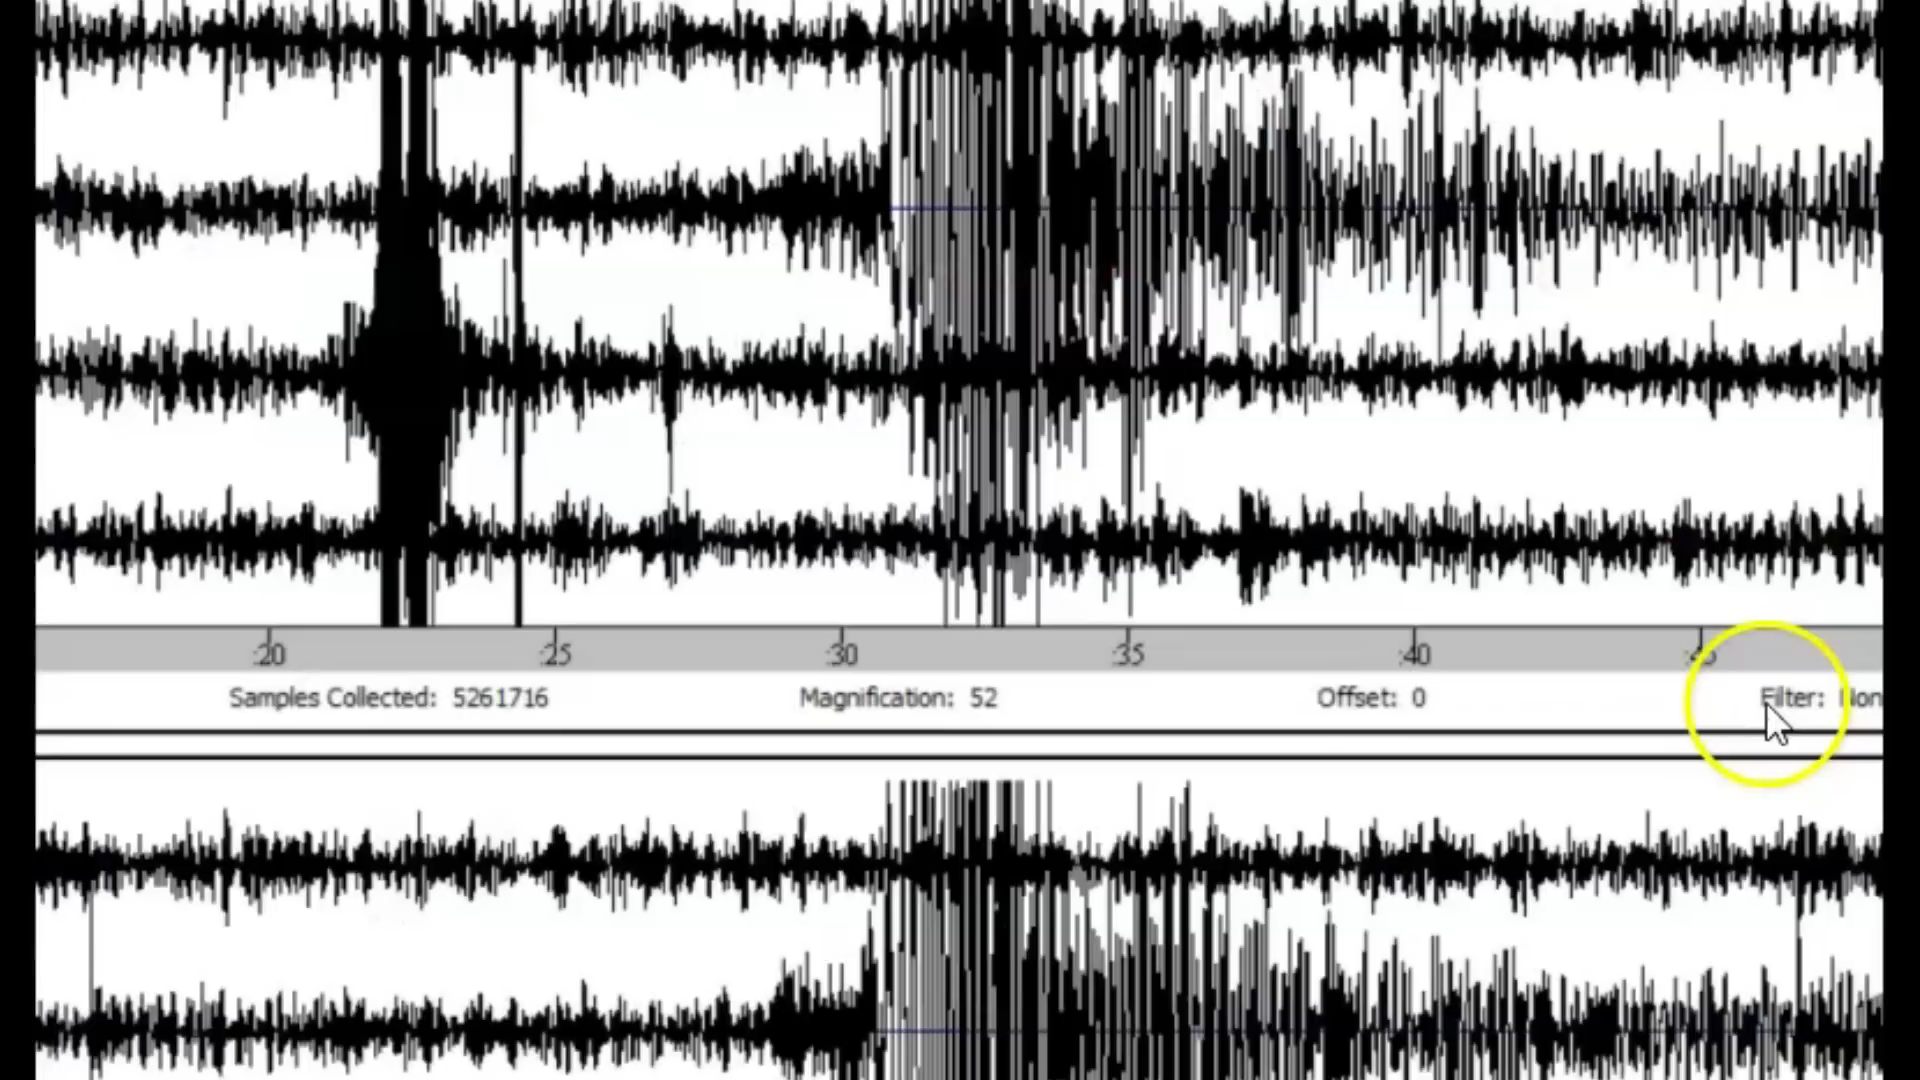 :20 :25 :30 :35 :40
Samples Collected: 5261716 Magnification: 52 Offset: 0 Filter: